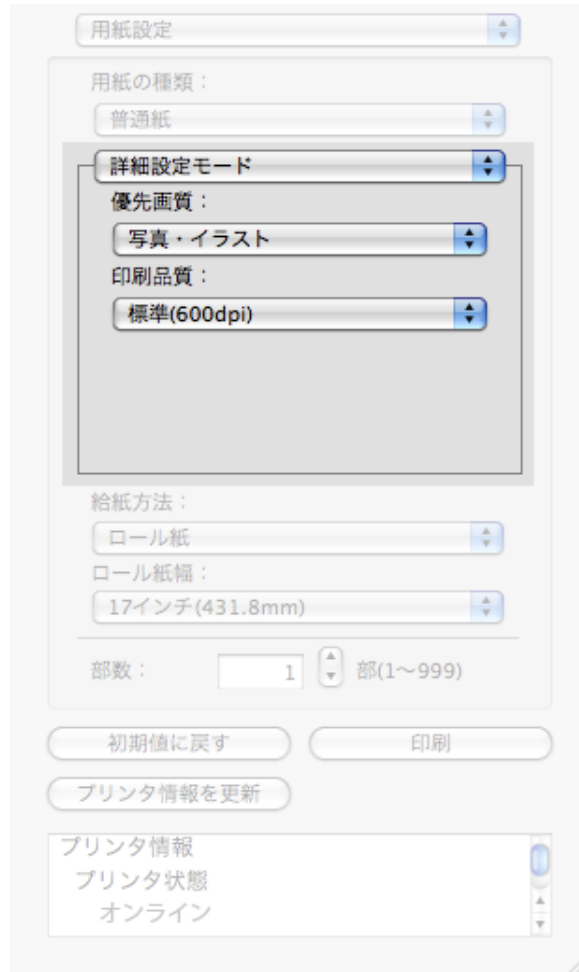 用紙設定
用紙の種類：
普通紙
詳細設定モード
優先画質：
写真・イラスト
印刷品質：
標準(600dpi)
給紙方法：
ロール紙
ロール紙幅：
17インチ(431.8mm)
部数： 1 部(1～999)
初期値に戻す 印刷
プリンタ情報を更新
プリンタ情報
プリンタ状態
オンライン